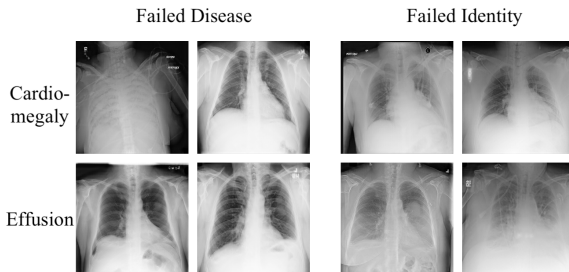 Failed Disease
Failed Identity
Cardio-
megaly
Effusion